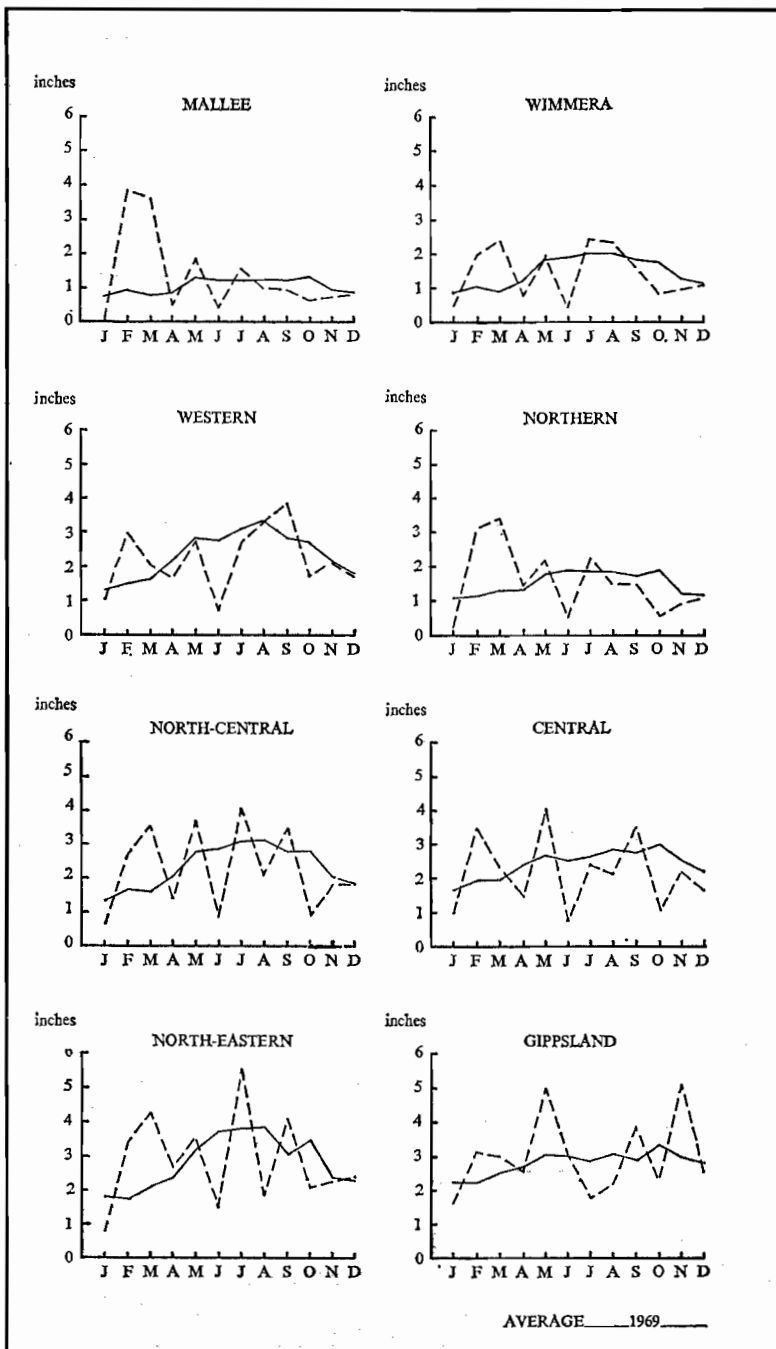 inches
MALLEE
6
5
4
3
2
1
0
J F M A M J J A S O N D
inches
WIMMERA
6
5
4
3
2
1
0
J F M A M J J A S O. N D
inches
WESTERN
6
5
4
3
2
1
0
J F M A M J J A S O N D
inches
NORTHERN
6
5
4
3
2
1
0
J F M A M J J A S O N D
inches
NORTH-CENTRAL
6
5
4
3
2
1
0
J F M A M J J A S O N D
inches
CENTRAL
6
5
4
3
2
1
0
J F M A M J J A S O N D
inches
NORTH-EASTERN
6
5
4
3
2
1
0
J F M A M J J A S O N D
inches
GIPPSLAND
6
5
4
3
2
1
0
J F M A M J J A S O N D
AVERAGE____1969____